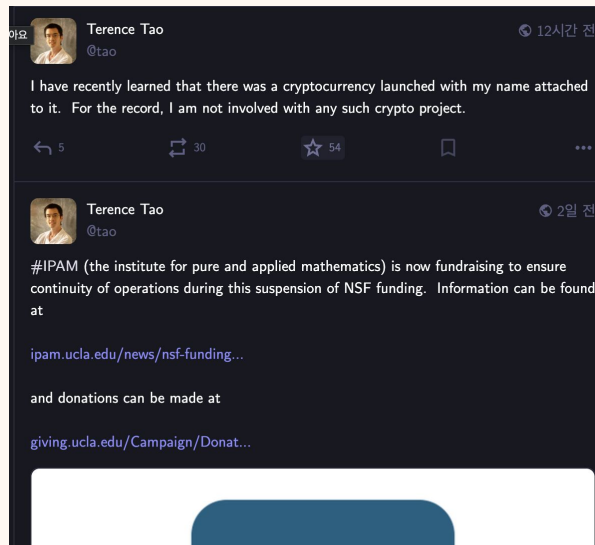 아요
Terence Tao
@tao
12시간 전
I have recently learned that there was a cryptocurrency launched with my name attached
to it. For the record, I am not involved with any such crypto project.
5
30
54
Terence Tao
@tao
2일 전
#IPAM (the institute for pure and applied mathematics) is now fundraising to ensure
continuity of operations during this suspension of NSF funding. Information can be found
at
ipam.ucla.edu/news/nsf-funding...
and donations can be made at
giving.ucla.edu/Campaign/Donat...